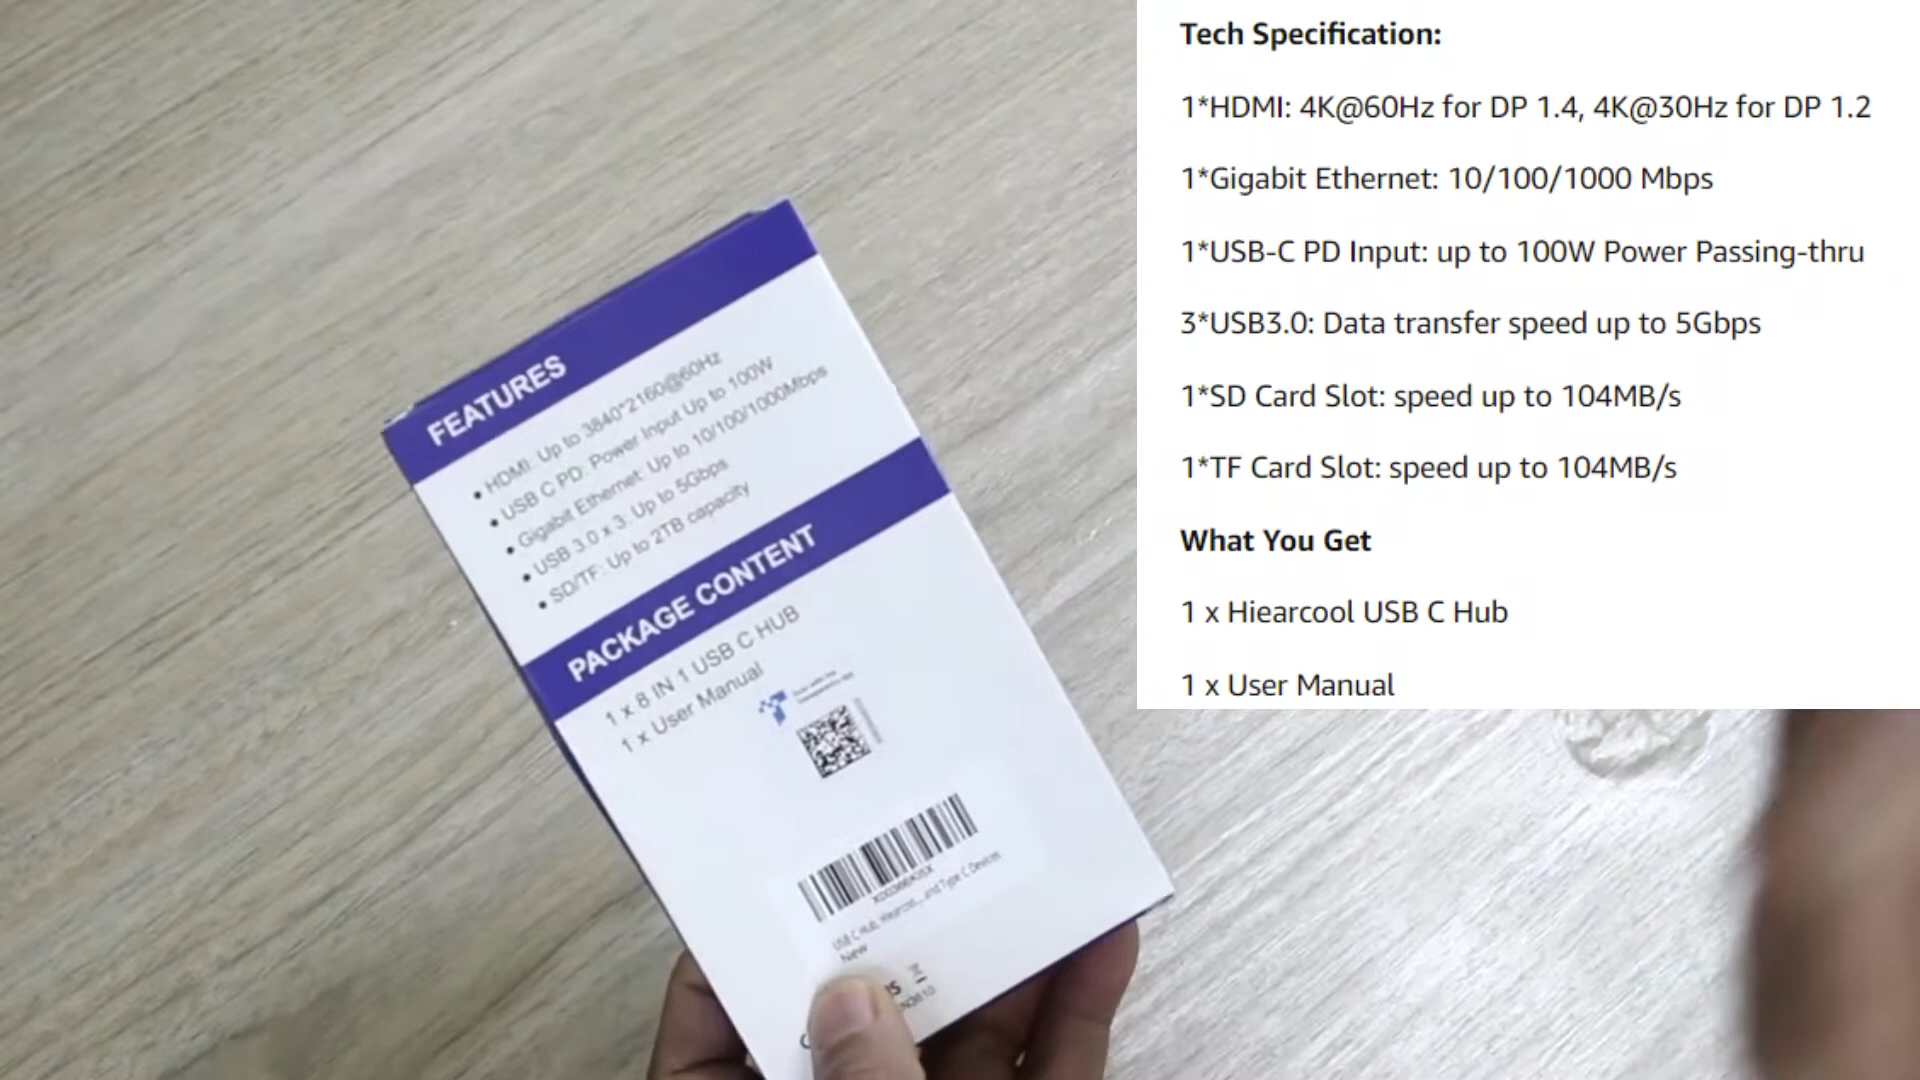 FEATURES
• HDMI: Up to 3840*2160@60Hz
• USB C PD: Power Input Up to 100W
• Gigabit Ethernet: Up to 10/100/1000Mbps
• USB 3.0 x 3: Up to 5Gbps
• SD/TF: Up to 2TB capacity
PACKAGE CONTENT
1 x 8 IN 1 USB C HUB
1 x User Manual
USB C Hub, Hiearcool... and Type C Devices
New
Tech Specification:
1*HDMI: 4K@60Hz for DP 1.4, 4K@30Hz for DP 1.2
1*Gigabit Ethernet: 10/100/1000 Mbps
1*USB-C PD Input: up to 100W Power Passing-thru
3*USB3.0: Data transfer speed up to 5Gbps
1*SD Card Slot: speed up to 104MB/s
1*TF Card Slot: speed up to 104MB/s
What You Get
1 x Hiearcool USB C Hub
1 x User Manual